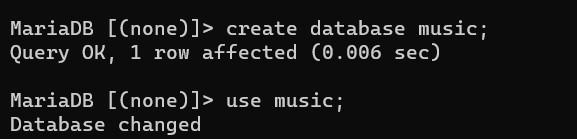 MariaDB [(none)]> create database music;
Query OK, 1 row affected (0.006 sec)
MariaDB [(none)]> use music;
Database changed